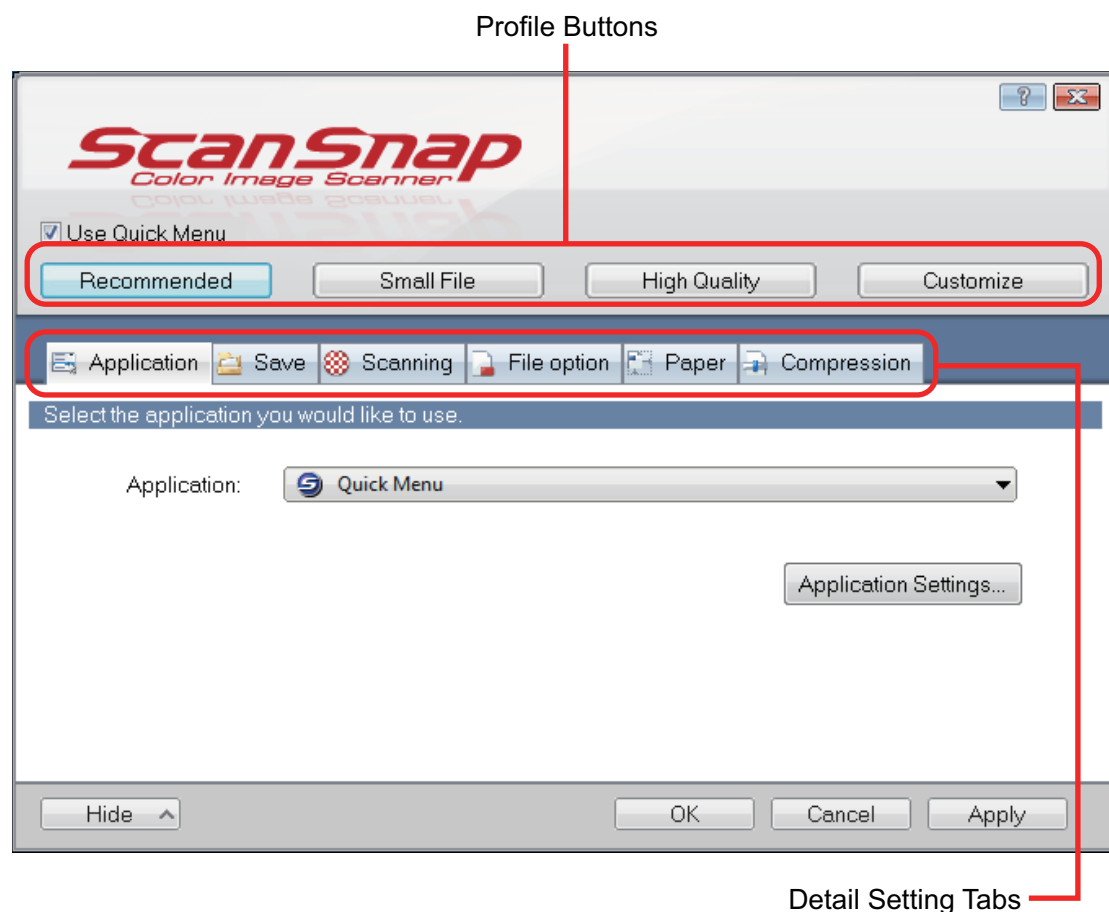 Profile Buttons
?
ScanSnap
Color Image Scanner
Use Quick Menu
Recommended Small File High Quality Customize
Application Save Scanning File option Paper Compression
Select the application you would like to use.
Application: Quick Menu
Application Settings...
Hide OK Cancel Apply
Detail Setting Tabs